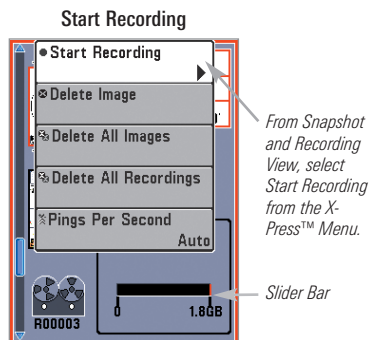 Start Recording
Start Recording
Delete Image
Delete All Images
Delete All Recordings
Pings Per Second
Auto
R00003
0
1.8GB
From Snapshot
and Recording
View, select
Start Recording
from the X-
Press™ Menu.
Slider Bar